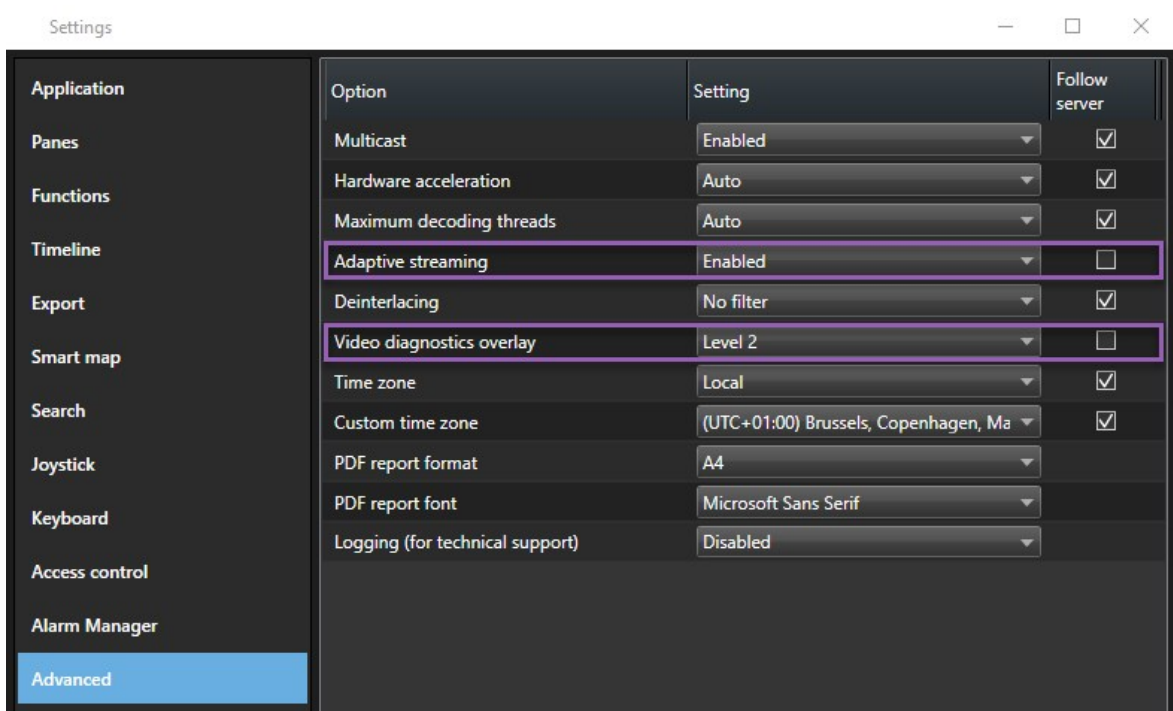 Settings
Application
Panes
Functions
Timeline
Export
Smart map
Search
Joystick
Keyboard
Access control
Alarm Manager
Advanced
Option Setting Follow server
Multicast Enabled
Hardware acceleration Auto
Maximum decoding threads Auto
Adaptive streaming Enabled
Deinterlacing No filter
Video diagnostics overlay Level 2
Time zone Local
Custom time zone (UTC+01:00) Brussels, Copenhagen, Ma
PDF report format A4
PDF report font Microsoft Sans Serif
Logging (for technical support) Disabled